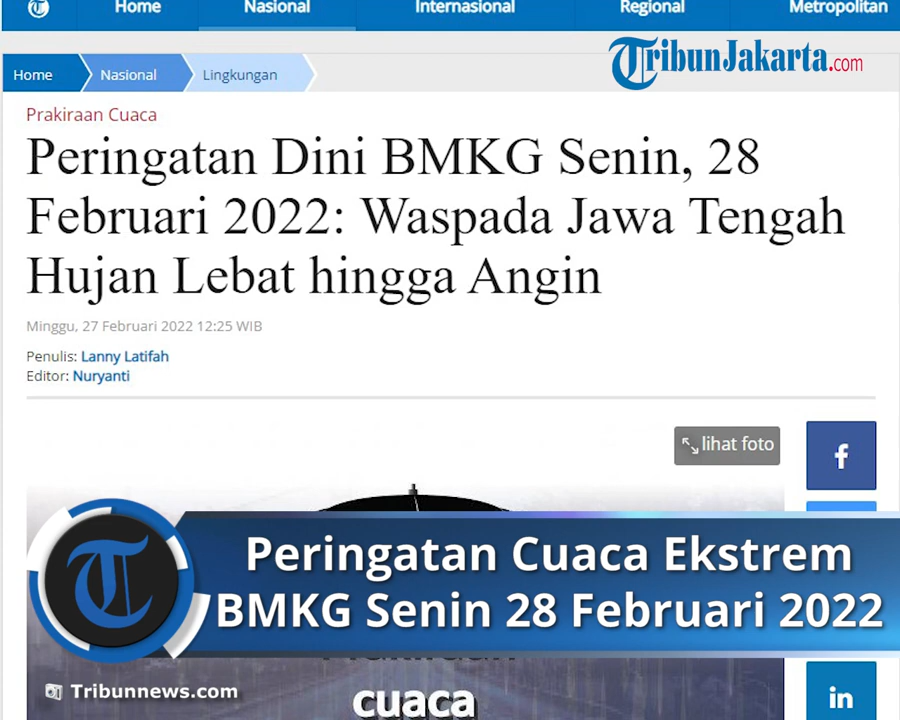 Home Nasional Internasional Regional Metropolitan
Home Nasional Lingkungan
TribunJakarta.com
Prakiraan Cuaca
Peringatan Dini BMKG Senin, 28
Februari 2022: Waspada Jawa Tengah
Hujan Lebat hingga Angin
Minggu, 27 Februari 2022 12:25 WIB
Penulis: Lanny Latifah
Editor: Nuryanti
lihat foto
f
T
Peringatan Cuaca Ekstrem
BMKG Senin 28 Februari 2022
Tribunnews.com
cuaca
in